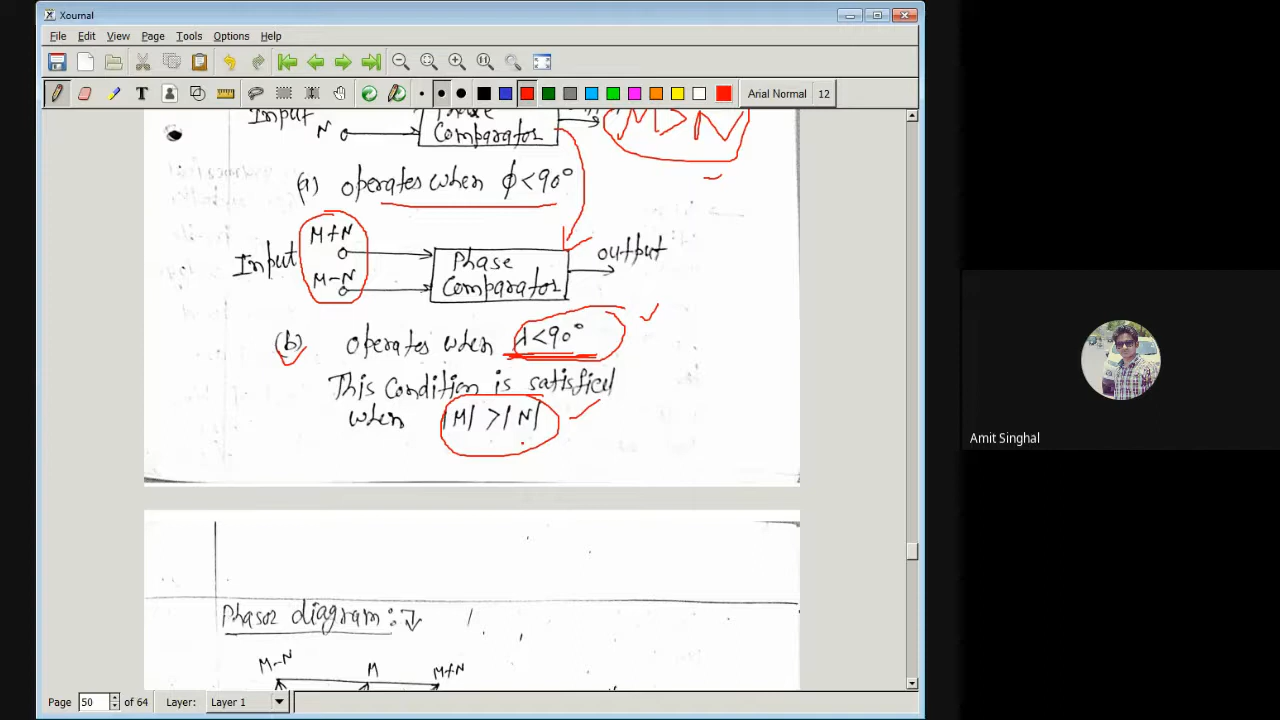 Xournal
File Edit View Page Tools Options Help
T Arial Normal 12
Input
N Comparator M>N
(a) operates when ϕ<90°
M+N
Input Phase output
M-N Comparator
(b) operates when λ<90°
This Condition is satisfied
when |M| >|N|
Phasor diagram:
M-N M M+N
Page 50 of 64 Layer: Layer 1
Amit Singhal